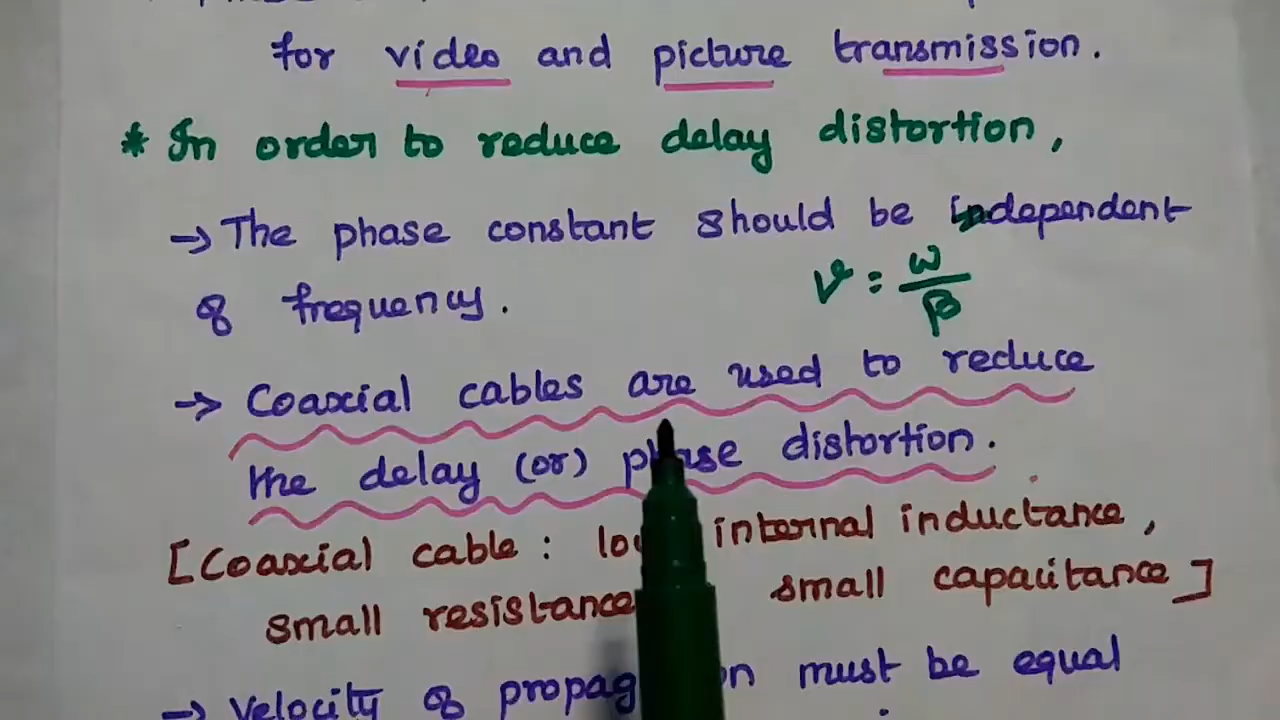 for video and picture transmission.
* In order to reduce delay distortion,
→ The phase constant should be independent
of frequency.
v = ω/β
→ Coaxial cables are used to reduce
the delay (or) phase distortion.
[Coaxial cable : internal inductance,
small resistance small capacitance]
→ Velocity of must be equal